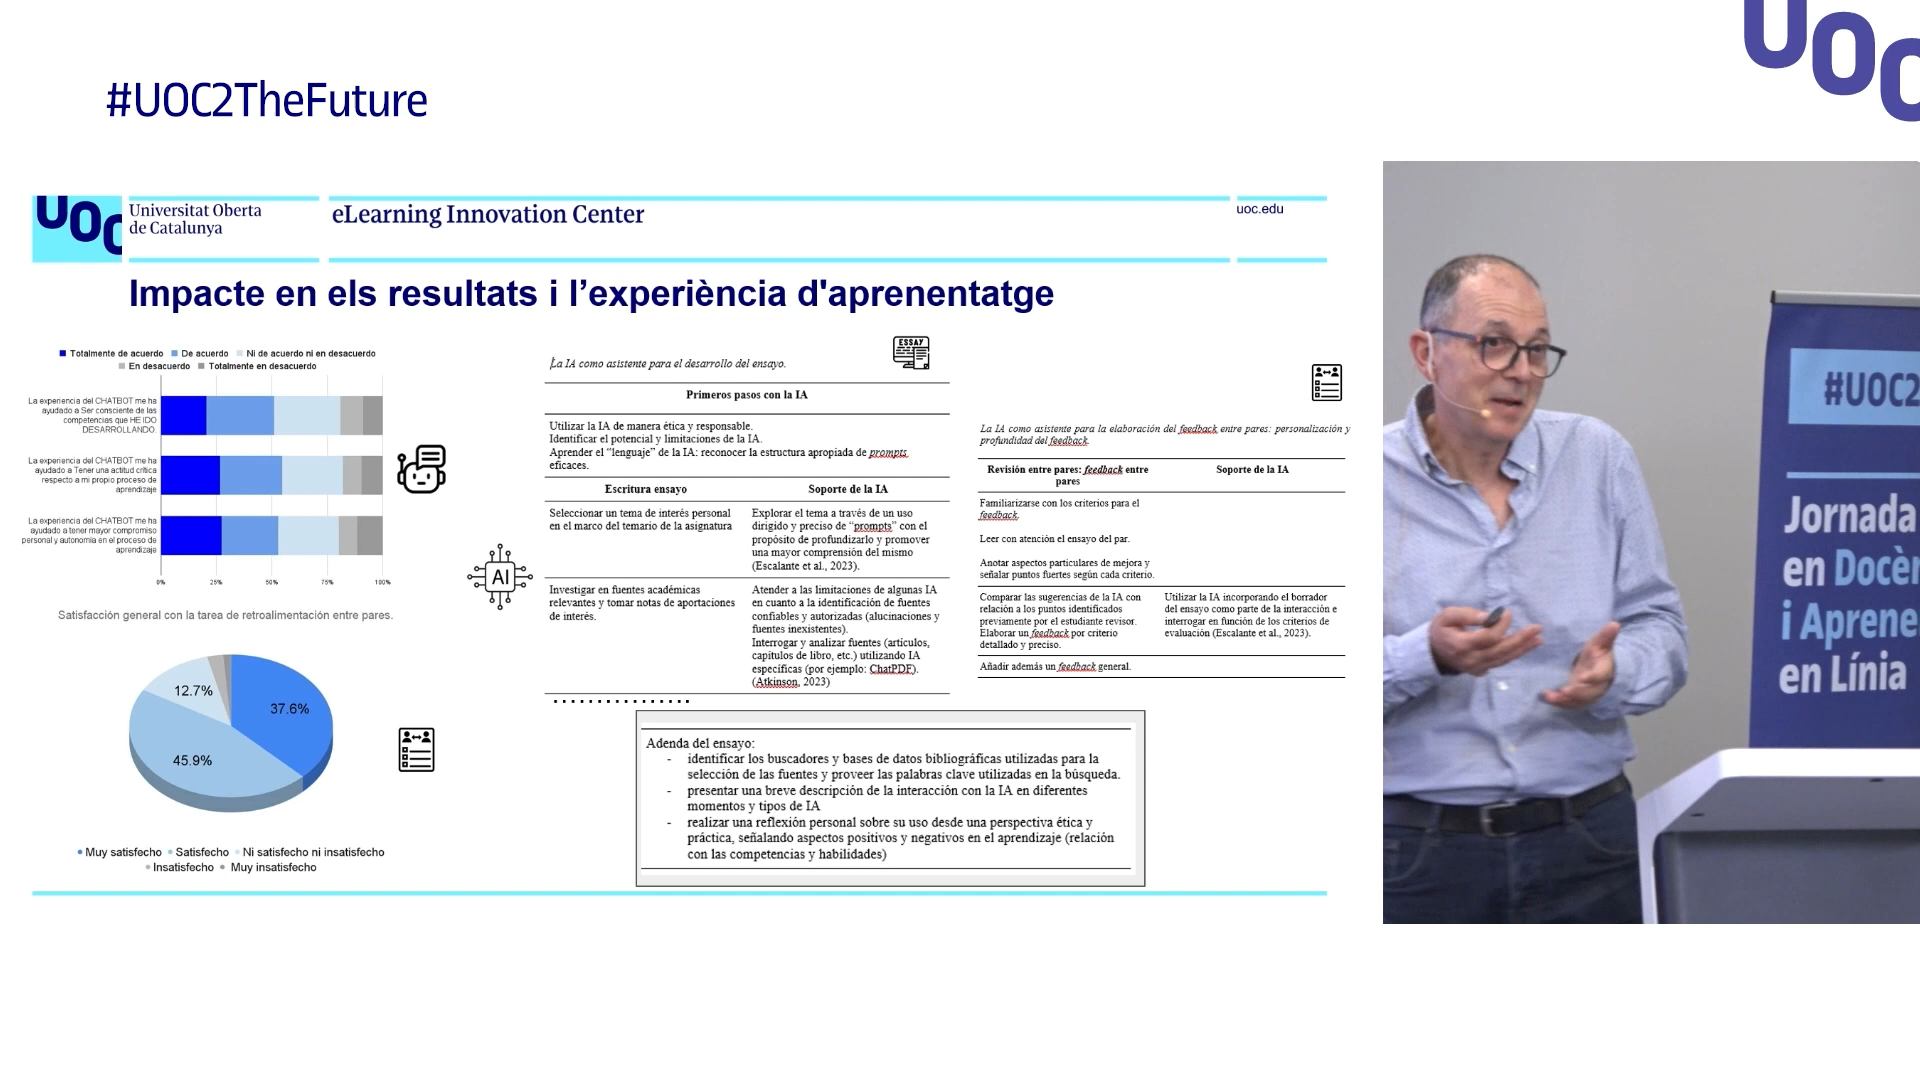 #UOC2TheFuture
UOC
UOC
Universitat Oberta
de Catalunya
eLearning Innovation Center
uoc.edu
Impacte en els resultats i l’experiència d'aprenentatge
Totalmente de acuerdo De acuerdo Ni de acuerdo ni en desacuerdo
En desacuerdo Totalmente en desacuerdo
La experiencia del CHATBOT me ha
ayudado a Ser consciente de las
competencias que HE IDO
DESARROLLANDO
La experiencia del CHATBOT me ha
ayudado a Tener una actitud crítica
respecto a mi propio proceso de
aprendizaje
La experiencia del CHATBOT me ha
ayudado a tener mayor compromiso
personal y autonomía en el proceso de
aprendizaje
0% 25% 50% 75% 100%
Satisfacción general con la tarea de retroalimentación entre pares.
12.7%
37.6%
45.9%
Muy satisfecho Satisfecho Ni satisfecho ni insatisfecho
Insatisfecho Muy insatisfecho
AI
ESSAY
La IA como asistente para el desarrollo del ensayo.
Primeros pasos con la IA
Utilizar la IA de manera ética y responsable.
Identificar el potencial y limitaciones de la IA.
Aprender el “lenguaje” de la IA: reconocer la estructura apropiada de prompts
eficaces.
Escritura ensayo
Soporte de la IA
Seleccionar un tema de interés personal
en el marco del temario de la asignatura
Explorar el tema a través de un uso
dirigido y preciso de “prompts” con el
propósito de profundizarlo y promover
una mayor comprensión del mismo
(Escalante et al., 2023).
Investigar en fuentes académicas
relevantes y tomar notas de aportaciones
de interés.
Atender a las limitaciones de algunas IA
en cuanto a la identificación de fuentes
confiables y autorizadas (alucinaciones y
fuentes inexistentes).
Interrogar y analizar fuentes (artículos,
capítulos de libro, etc.) utilizando IA
específicas (por ejemplo: ChatPDF).
(Atkinson, 2023)
La IA como asistente para la elaboración del feedback entre pares: personalización y
profundidad del feedback.
Revisión entre pares: feedback entre
pares
Soporte de la IA
Familiarizarse con los criterios para el
feedback.
Leer con atención el ensayo del par.
Anotar aspectos particulares de mejora y
señalar puntos fuertes según cada criterio.
Comparar las sugerencias de la IA con
relación a los puntos identificados
previamente por el estudiante revisor.
Elaborar un feedback por criterio
detallado y preciso.
Utilizar la IA incorporando el borrador
del ensayo como parte de la interacción e
interrogar en función de los criterios de
evaluación (Escalante et al., 2023).
Añadir además un feedback general.
Adenda del ensayo:
- identificar los buscadores y bases de datos bibliográficas utilizadas para la
selección de las fuentes y proveer las palabras clave utilizadas en la búsqueda.
- presentar una breve descripción de la interacción con la IA en diferentes
momentos y tipos de IA
- realizar una reflexión personal sobre su uso desde una perspectiva ética y
práctica, señalando aspectos positivos y negativos en el aprendizaje (relación
con las competencias y habilidades)
#UOC2
Jornada
en Docèn
i Aprene
en Línia